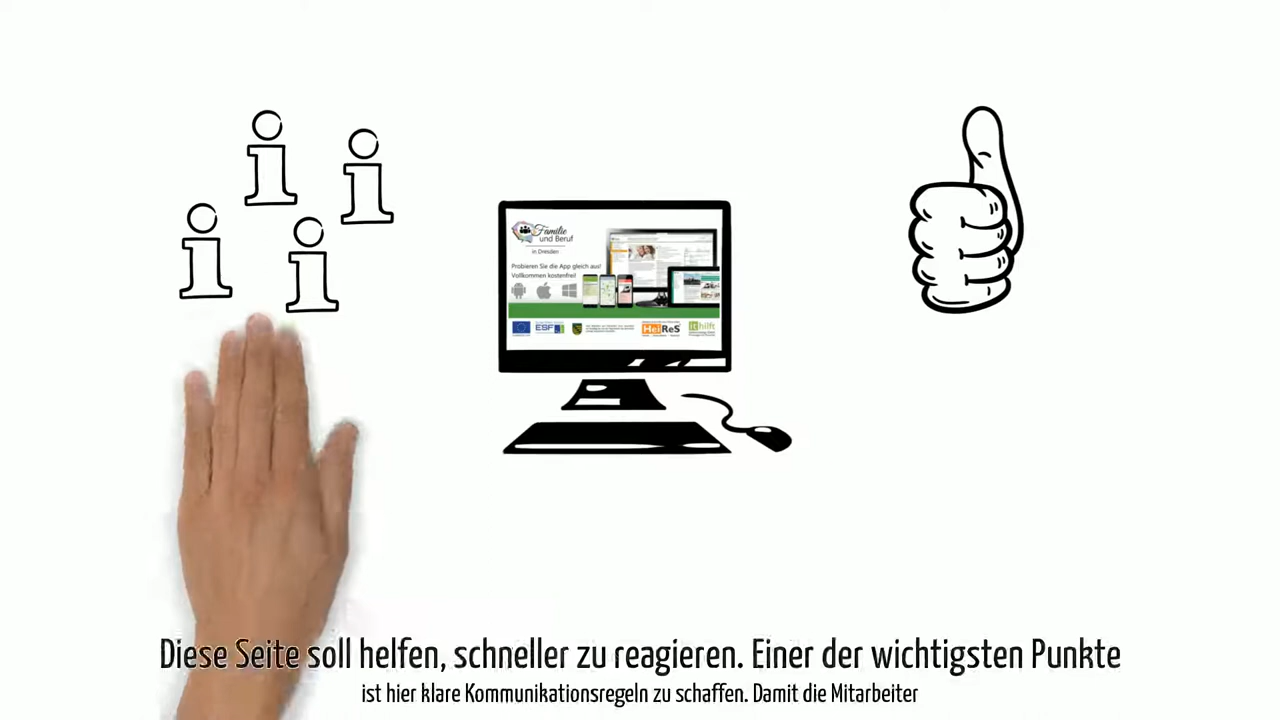 i
i
i
i
Familie
und Beruf
in Dresden
Probieren Sie die App gleich aus!
Vollkommen kostenfrei!
ESF
HeiReS
ithilft
Diese Seite soll helfen, schneller zu reagieren. Einer der wichtigsten Punkte
ist hier klare Kommunikationsregeln zu schaffen. Damit die Mitarbeiter